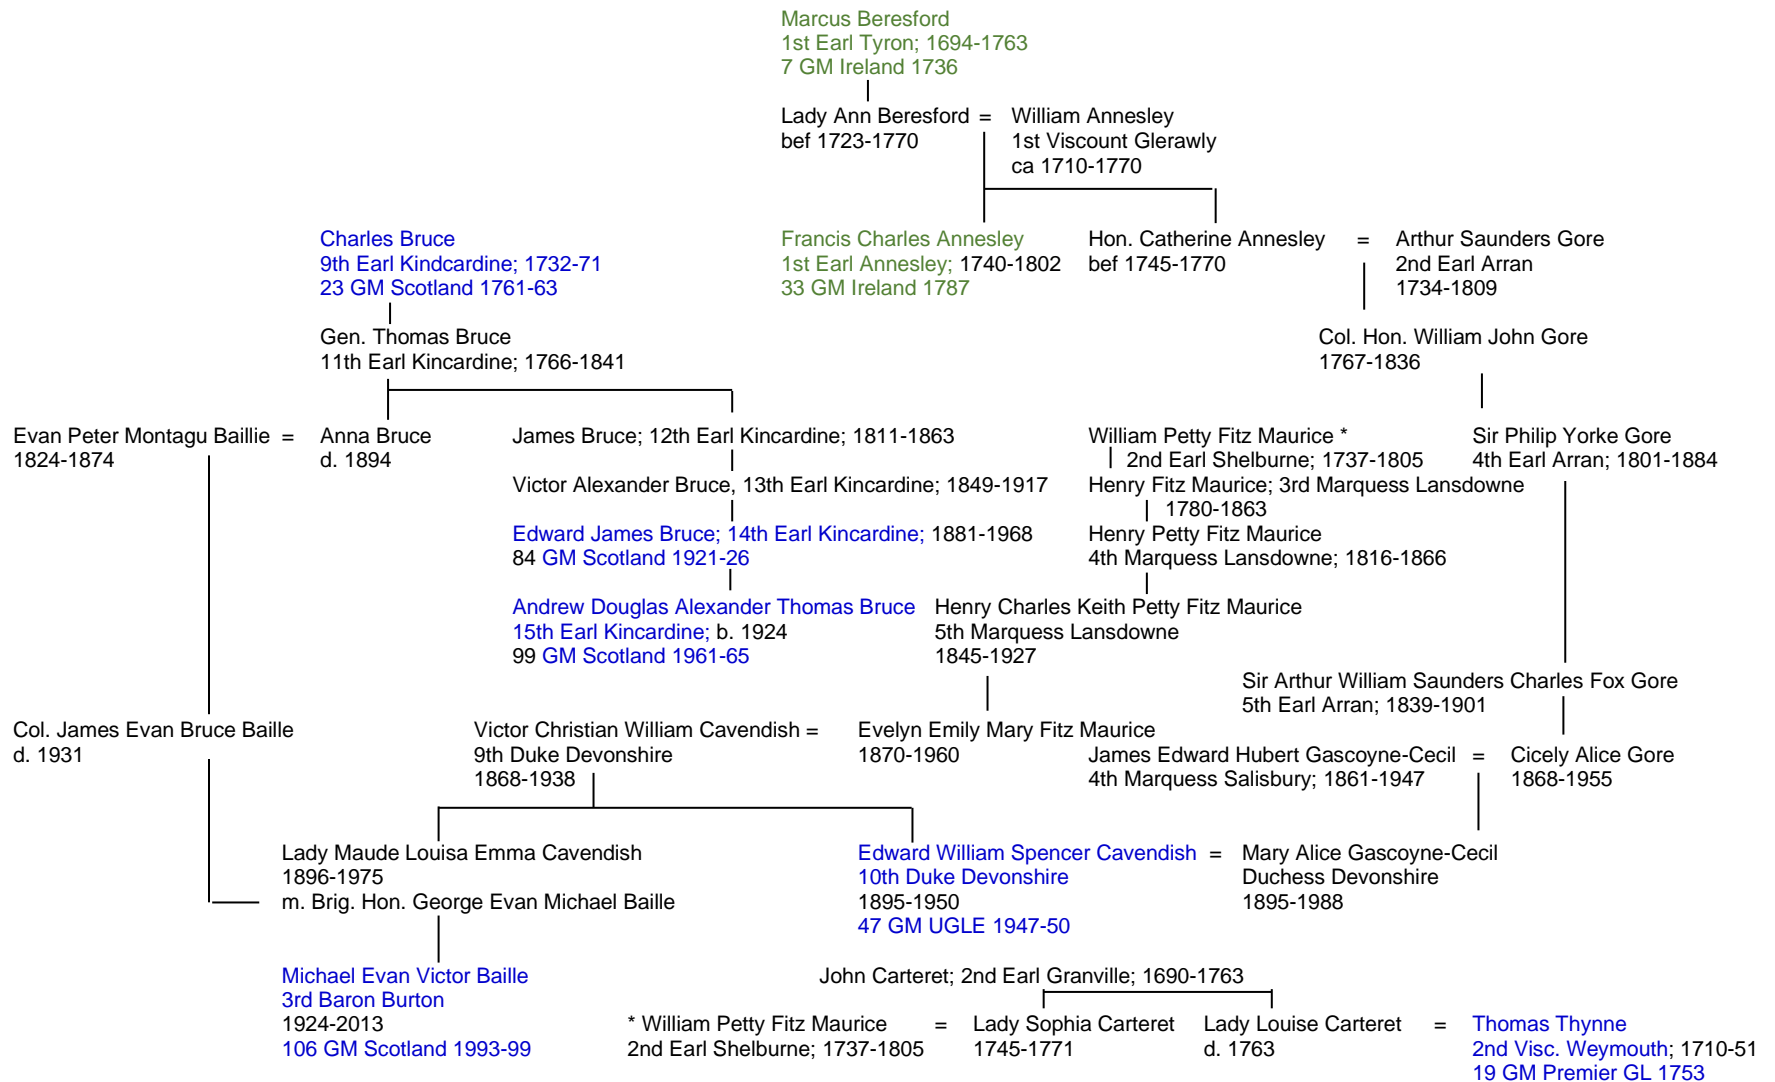 Marcus Beresford
1st Earl Tyron; 1694-1763
7 GM Ireland 1736
Lady Ann Beresford = William Annesley
bef 1723-1770
1st Viscount Glerawly
ca 1710-1770
Charles Bruce
9th Earl Kindcardine; 1732-71
23 GM Scotland 1761-63
Francis Charles Annesley
1st Earl Annesley; 1740-1802
33 GM Ireland 1787
Hon. Catherine Annesley =
bef 1745-1770
Arthur Saunders Gore
2nd Earl Arran
1734-1809
Gen. Thomas Bruce
11th Earl Kincardine; 1766-1841
Col. Hon. William John Gore
1767-1836
Evan Peter Montagu Baillie =
1824-1874
Anna Bruce
d. 1894
James Bruce; 12th Earl Kincardine; 1811-1863
Victor Alexander Bruce, 13th Earl Kincardine; 1849-1917
Edward James Bruce; 14th Earl Kincardine; 1881-1968
84 GM Scotland 1921-26
Andrew Douglas Alexander Thomas Bruce
15th Earl Kincardine; b. 1924
99 GM Scotland 1961-65
William Petty Fitz Maurice *
2nd Earl Shelburne; 1737-1805
Henry Fitz Maurice; 3rd Marquess Lansdowne
1780-1863
Henry Petty Fitz Maurice
4th Marquess Lansdowne; 1816-1866
Henry Charles Keith Petty Fitz Maurice
5th Marquess Lansdowne
1845-1927
Sir Philip Yorke Gore
4th Earl Arran; 1801-1884
Sir Arthur William Saunders Charles Fox Gore
5th Earl Arran; 1839-1901
Col. James Evan Bruce Baille
d. 1931
Victor Christian William Cavendish =
9th Duke Devonshire
1868-1938
Evelyn Emily Mary Fitz Maurice
1870-1960
James Edward Hubert Gascoyne-Cecil =
4th Marquess Salisbury; 1861-1947
Cicely Alice Gore
1868-1955
Lady Maude Louisa Emma Cavendish
1896-1975
m. Brig. Hon. George Evan Michael Baille
Edward William Spencer Cavendish =
10th Duke Devonshire
1895-1950
47 GM UGLE 1947-50
Mary Alice Gascoyne-Cecil
Duchess Devonshire
1895-1988
Michael Evan Victor Baille
3rd Baron Burton
1924-2013
106 GM Scotland 1993-99
John Carteret; 2nd Earl Granville; 1690-1763
* William Petty Fitz Maurice =
2nd Earl Shelburne; 1737-1805
Lady Sophia Carteret
1745-1771
Lady Louise Carteret =
d. 1763
Thomas Thynne
2nd Visc. Weymouth; 1710-51
19 GM Premier GL 1753